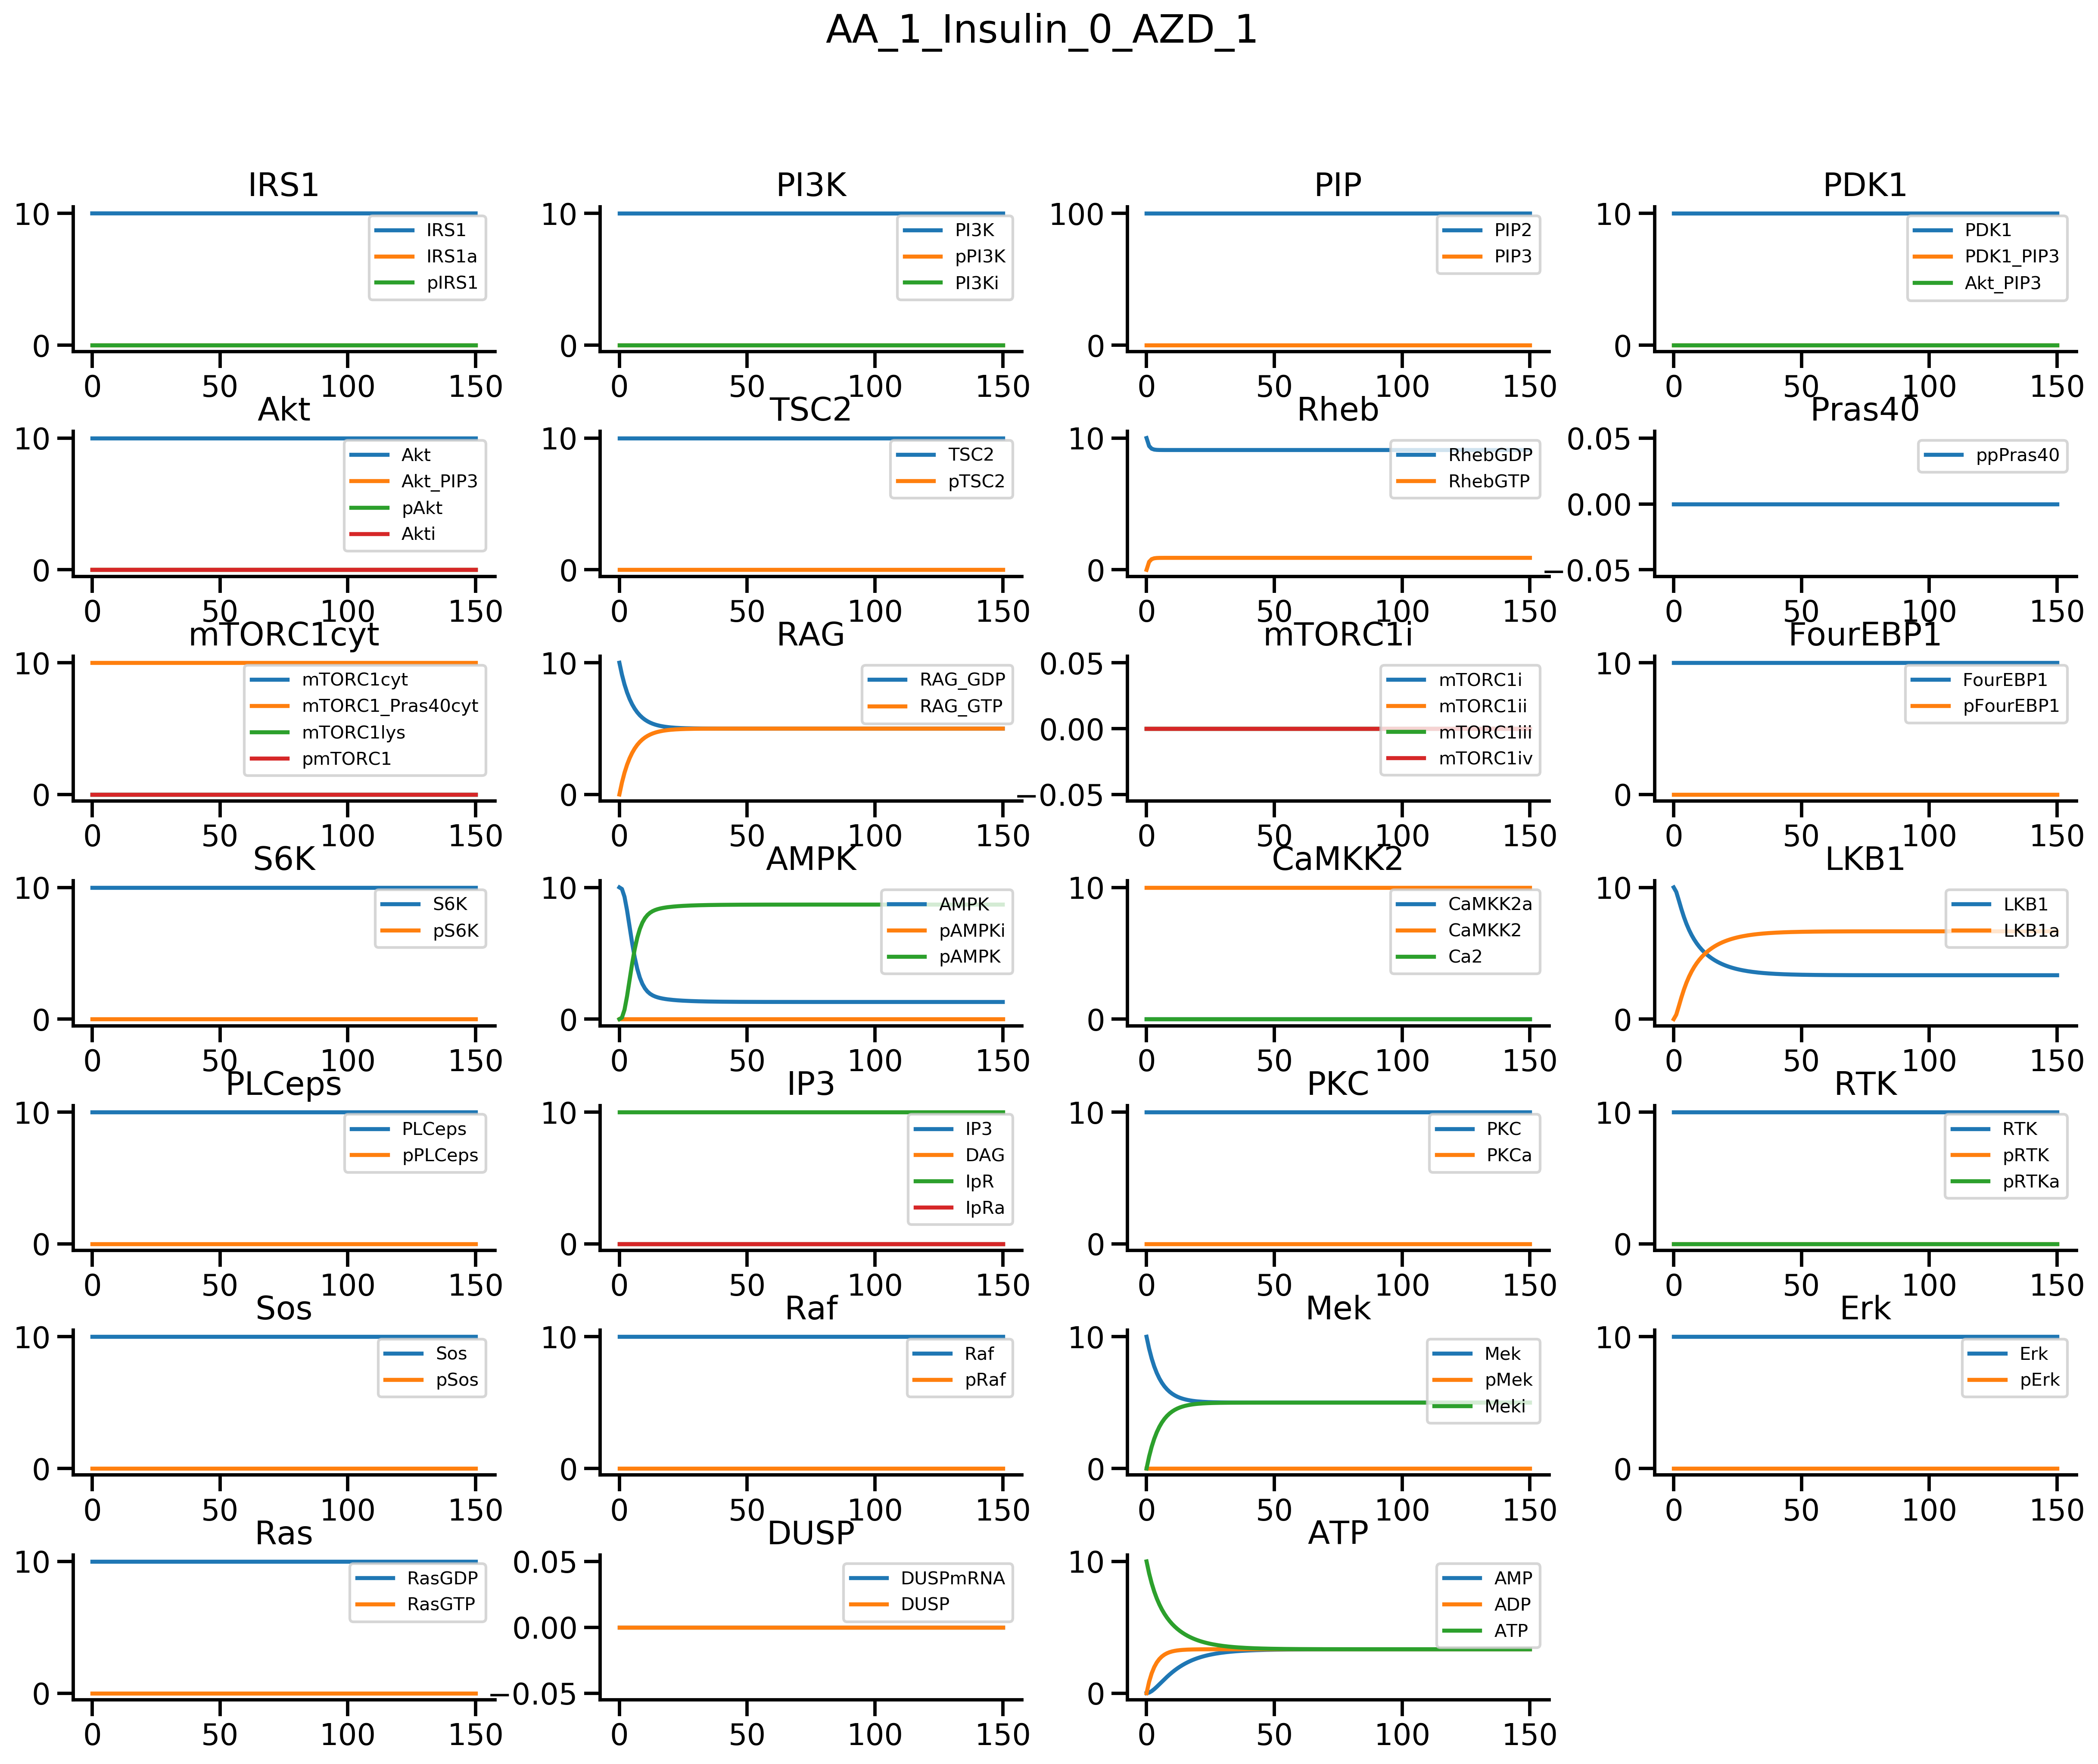 AA_1_Insulin_0_AZD_1
IRS1
10
0
0 50 100 150
IRS1
IRS1a
pIRS1
PI3K
10
0
0 50 100 150
PI3K
pPI3K
PI3Ki
PIP
100
0
0 50 100 150
PIP2
PIP3
PDK1
10
0
0 50 100 150
PDK1
PDK1_PIP3
Akt_PIP3
Akt
10
0
0 50 100 150
Akt
Akt_PIP3
pAkt
Akti
TSC2
10
0
0 50 100 150
TSC2
pTSC2
Rheb
10
0
0 50 100 150
RhebGDP
RhebGTP
Pras40
0.05
0.00
−0.05
0 50 100 150
ppPras40
mTORC1cyt
10
0
0 50 100 150
mTORC1cyt
mTORC1_Pras40cyt
mTORC1lys
pmTORC1
RAG
10
0
0 50 100 150
RAG_GDP
RAG_GTP
mTORC1i
0.05
0.00
−0.05
0 50 100 150
mTORC1i
mTORC1ii
mTORC1iii
mTORC1iv
FourEBP1
10
0
0 50 100 150
FourEBP1
pFourEBP1
S6K
10
0
0 50 100 150
S6K
pS6K
AMPK
10
0
0 50 100 150
AMPK
pAMPKi
pAMPK
CaMKK2
10
0
0 50 100 150
CaMKK2a
CaMKK2
Ca2
LKB1
10
0
0 50 100 150
LKB1
LKB1a
PLCeps
10
0
0 50 100 150
PLCeps
pPLCeps
IP3
10
0
0 50 100 150
IP3
DAG
IpR
IpRa
PKC
10
0
0 50 100 150
PKC
PKCa
RTK
10
0
0 50 100 150
RTK
pRTK
pRTKa
Sos
10
0
0 50 100 150
Sos
pSos
Raf
10
0
0 50 100 150
Raf
pRaf
Mek
10
0
0 50 100 150
Mek
pMek
Meki
Erk
10
0
0 50 100 150
Erk
pErk
Ras
10
0
0 50 100 150
RasGDP
RasGTP
DUSP
0.05
0.00
−0.05
0 50 100 150
DUSPmRNA
DUSP
ATP
10
0
0 50 100 150
AMP
ADP
ATP